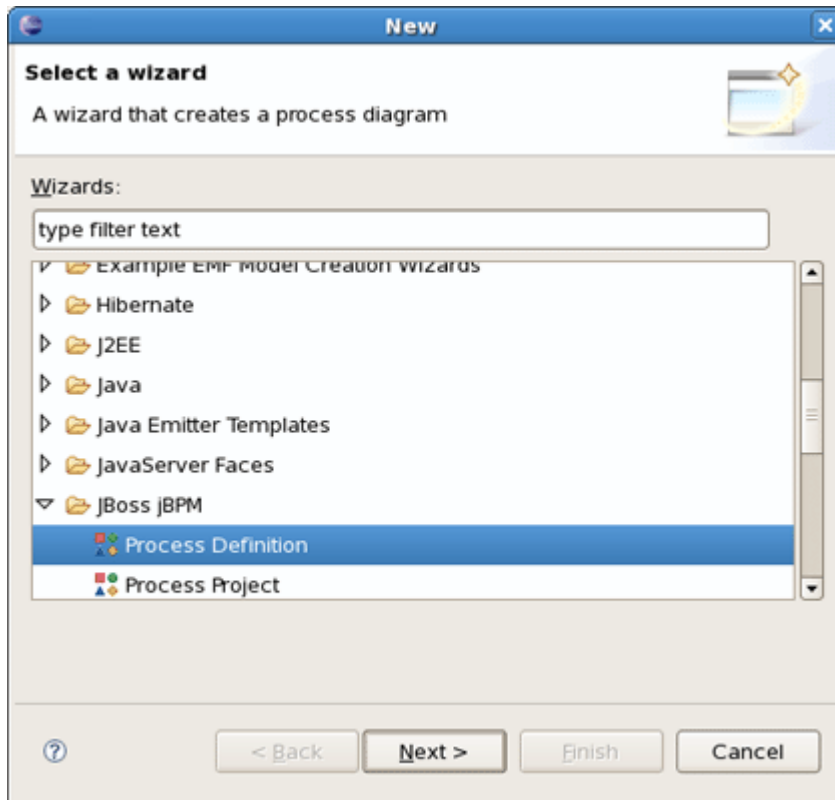 New
Select a wizard
A wizard that creates a process diagram
Wizards:
type filter text
Example EMF Model Creation Wizards
Hibernate
J2EE
Java
Java Emitter Templates
JavaServer Faces
JBoss jBPM
Process Definition
Process Project
< Back Next > Finish Cancel